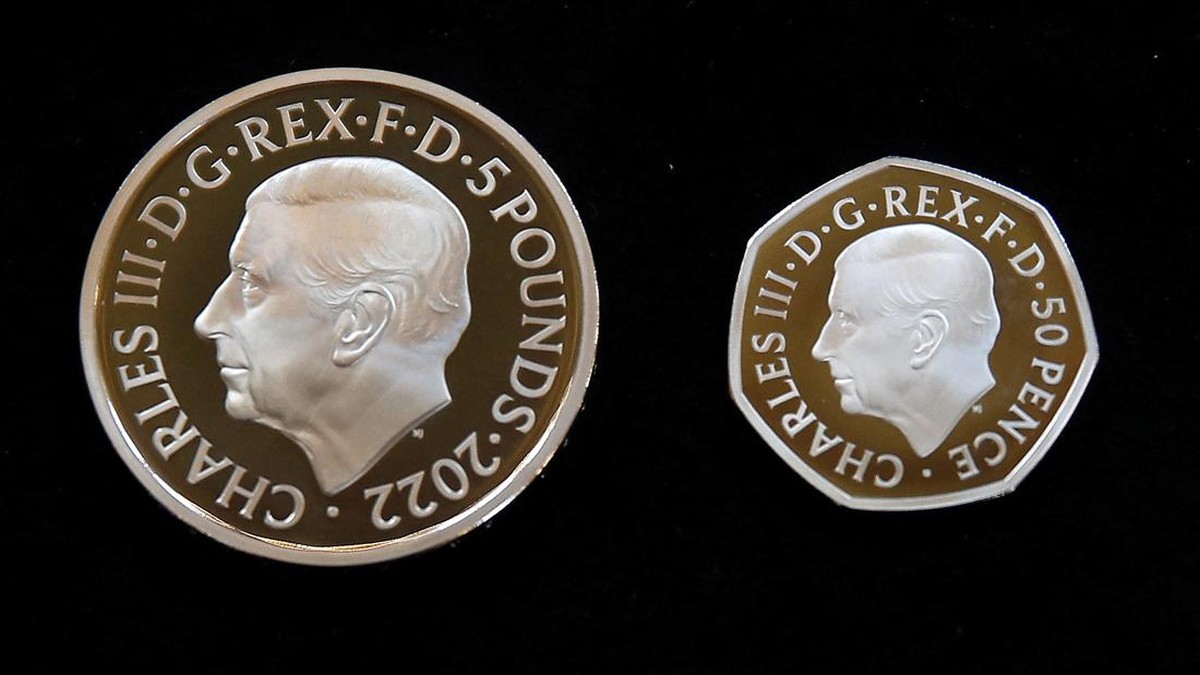 CHARLES III·D·G·REX·F·D·5 POUNDS·2022·
CHARLES III·D·G·REX·F·D·50 PENCE·